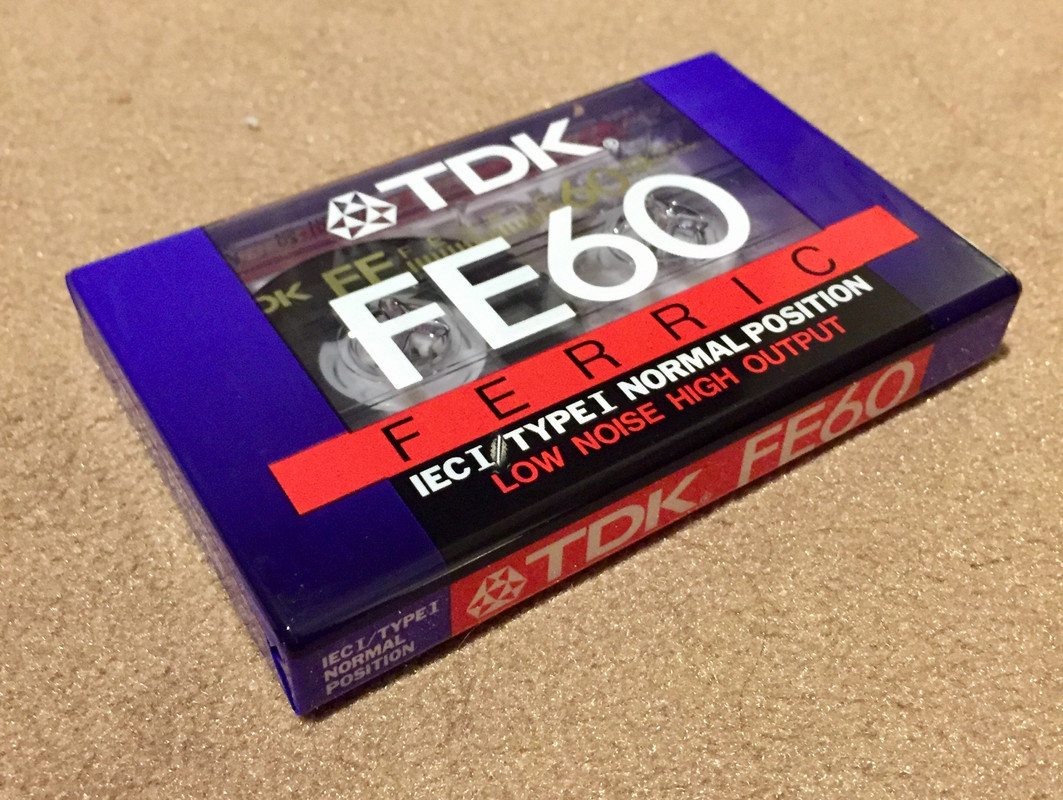 TDK®
FE60
FERRIC
IEC I/TYPE I NORMAL POSITION
LOW NOISE HIGH OUTPUT
TDK FE60
IEC I/TYPE I
NORMAL
POSITION